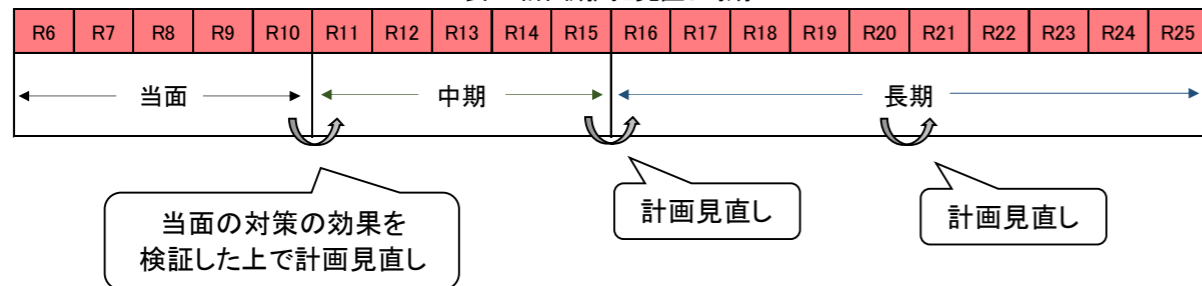 R6 R7 R8 R9 R10 R11 R12 R13 R14 R15 R16 R17 R18 R19 R20 R21 R22 R23 R24 R25
当面 中期 長期
当面の対策の効果を
検証した上で計画見直し
計画見直し
計画見直し